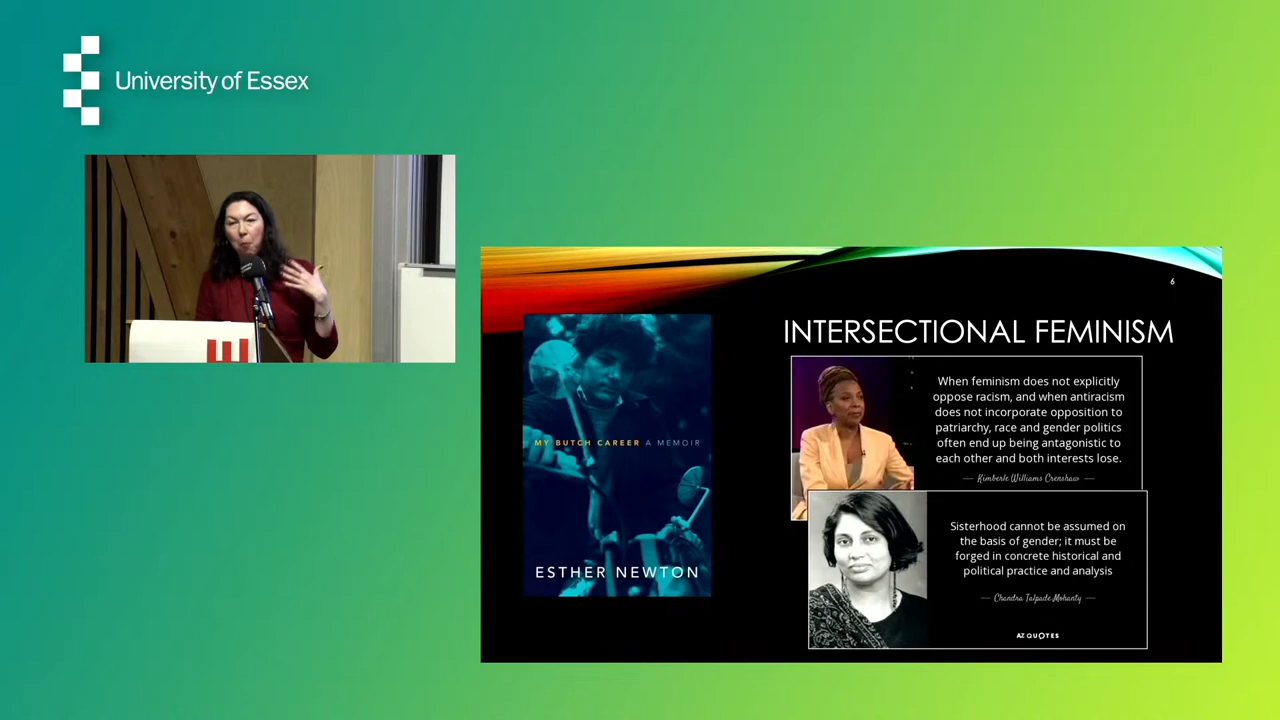 University of Essex
6
INTERSECTIONAL FEMINISM
MY BUTCH CAREER A MEMOIR
ESTHER NEWTON
When feminism does not explicitly
oppose racism, and when antiracism
does not incorporate opposition to
patriarchy, race and gender politics
often end up being antagonistic to
each other and both interests lose.
— Kimberle Williams Crenshaw —
Sisterhood cannot be assumed on
the basis of gender; it must be
forged in concrete historical and
political practice and analysis
— Chandra Talpade Mohanty —
AZ QUOTES